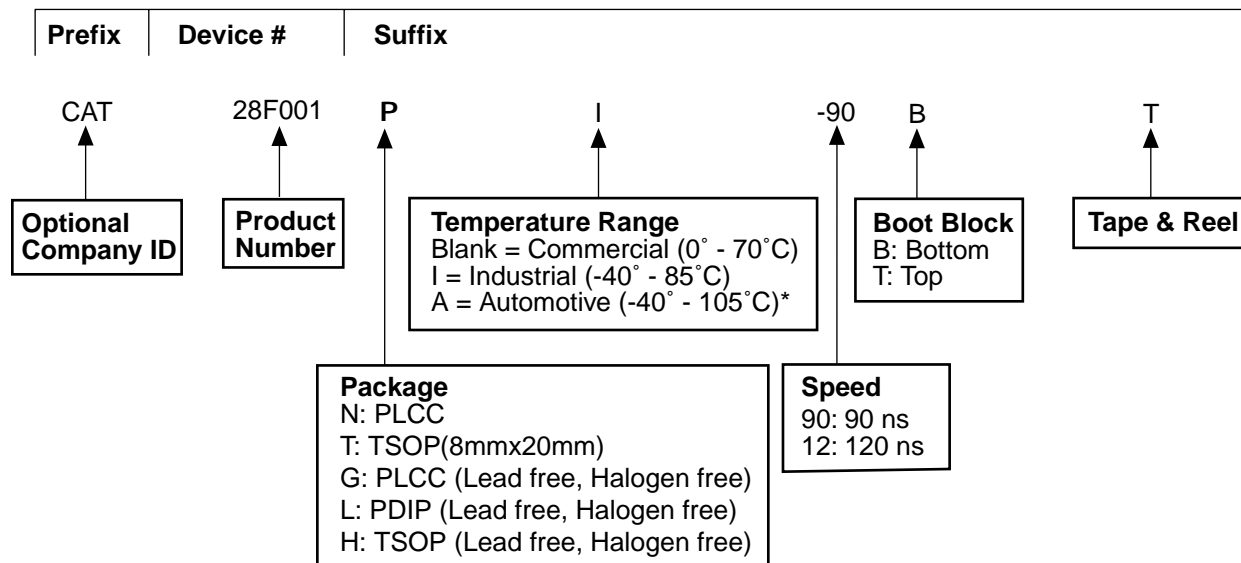 Prefix Device # Suffix
CAT 28F001 P I -90 B T
Optional
Company ID
Product
Number
Temperature Range
Blank = Commercial (0˚ - 70˚C)
I = Industrial (-40˚ - 85˚C)
A = Automotive (-40˚ - 105˚C)*
Boot Block
B: Bottom
T: Top
Tape & Reel
Package
N: PLCC
T: TSOP(8mmx20mm)
G: PLCC (Lead free, Halogen free)
L: PDIP (Lead free, Halogen free)
H: TSOP (Lead free, Halogen free)
Speed
90: 90 ns
12: 120 ns